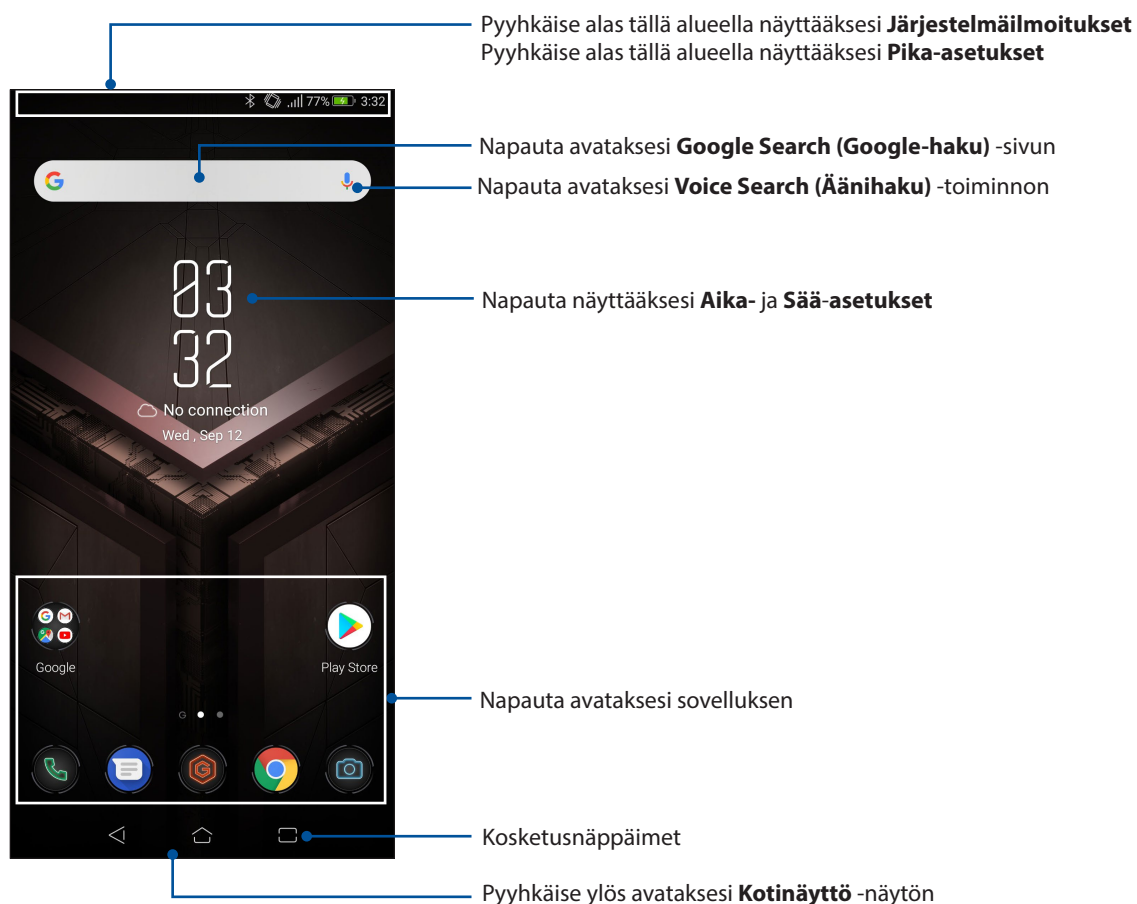 Pyyhkäise alas tällä alueella näyttääksesi Järjestelmäilmoitukset
Pyyhkäise alas tällä alueella näyttääksesi Pika-asetukset
77% 3:32
Napauta avataksesi Google Search (Google-haku) -sivun
Napauta avataksesi Voice Search (Äänihaku) -toiminnon
03
Napauta näyttääksesi Aika- ja Sää-asetukset
32
No connection
Wed , Sep 12
Google
Play Store
Napauta avataksesi sovelluksen
G
Kosketusnäppäimet
Pyyhkäise ylös avataksesi Kotinäyttö -näytön